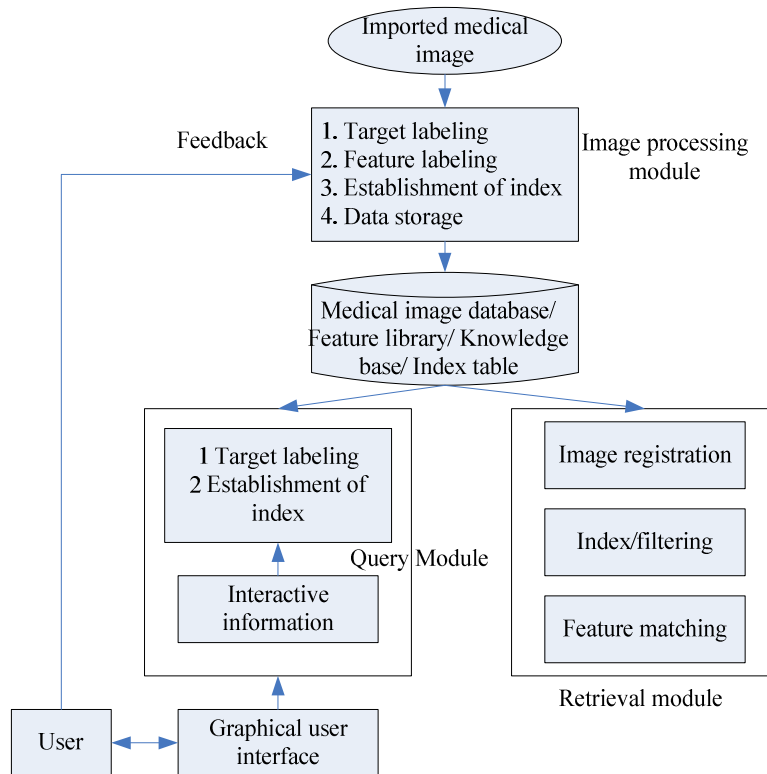 Imported medical
image
Feedback
1. Target labeling
2. Feature labeling
3. Establishment of index
4. Data storage
Image processing
module
Medical image database/
Feature library/ Knowledge
base/ Index table
1 Target labeling
2 Establishment of
index
Query Module
Interactive
information
Image registration
Index/filtering
Feature matching
Retrieval module
User
Graphical user
interface